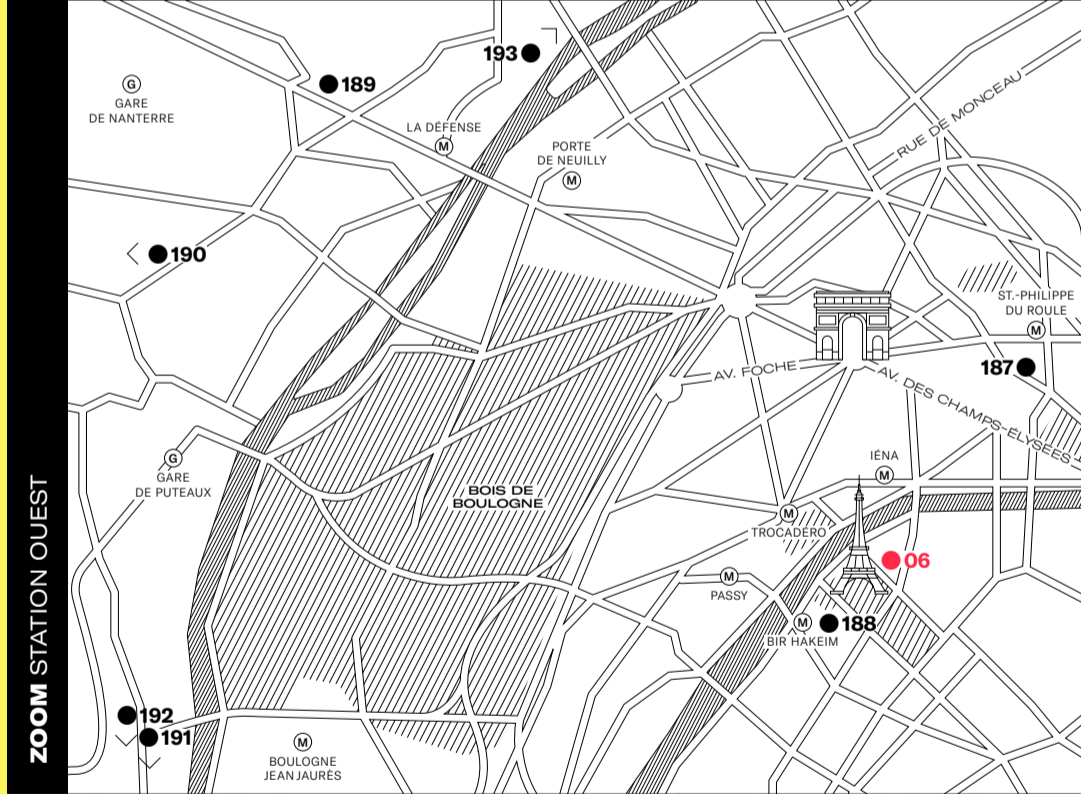 ZOOM STATION OUEST
193
189
G
GARE
DE NANTERRE
LA DÉFENSE
M
PORTE
DE NEUILLY
M
RUE DE MONCEAU
190
ST.-PHILIPPE
DU ROULE
M
187
AV. FOCHE
AV. DES CHAMPS-ÉLYSÉES
G
GARE
DE PUTEAUX
IÉNA
M
BOIS DE
BOULOGNE
M
TROCADERO
06
M
PASSY
M
188
BIR HAKEIM
192
191
M
BOULOGNE
JEAN JAURÈS